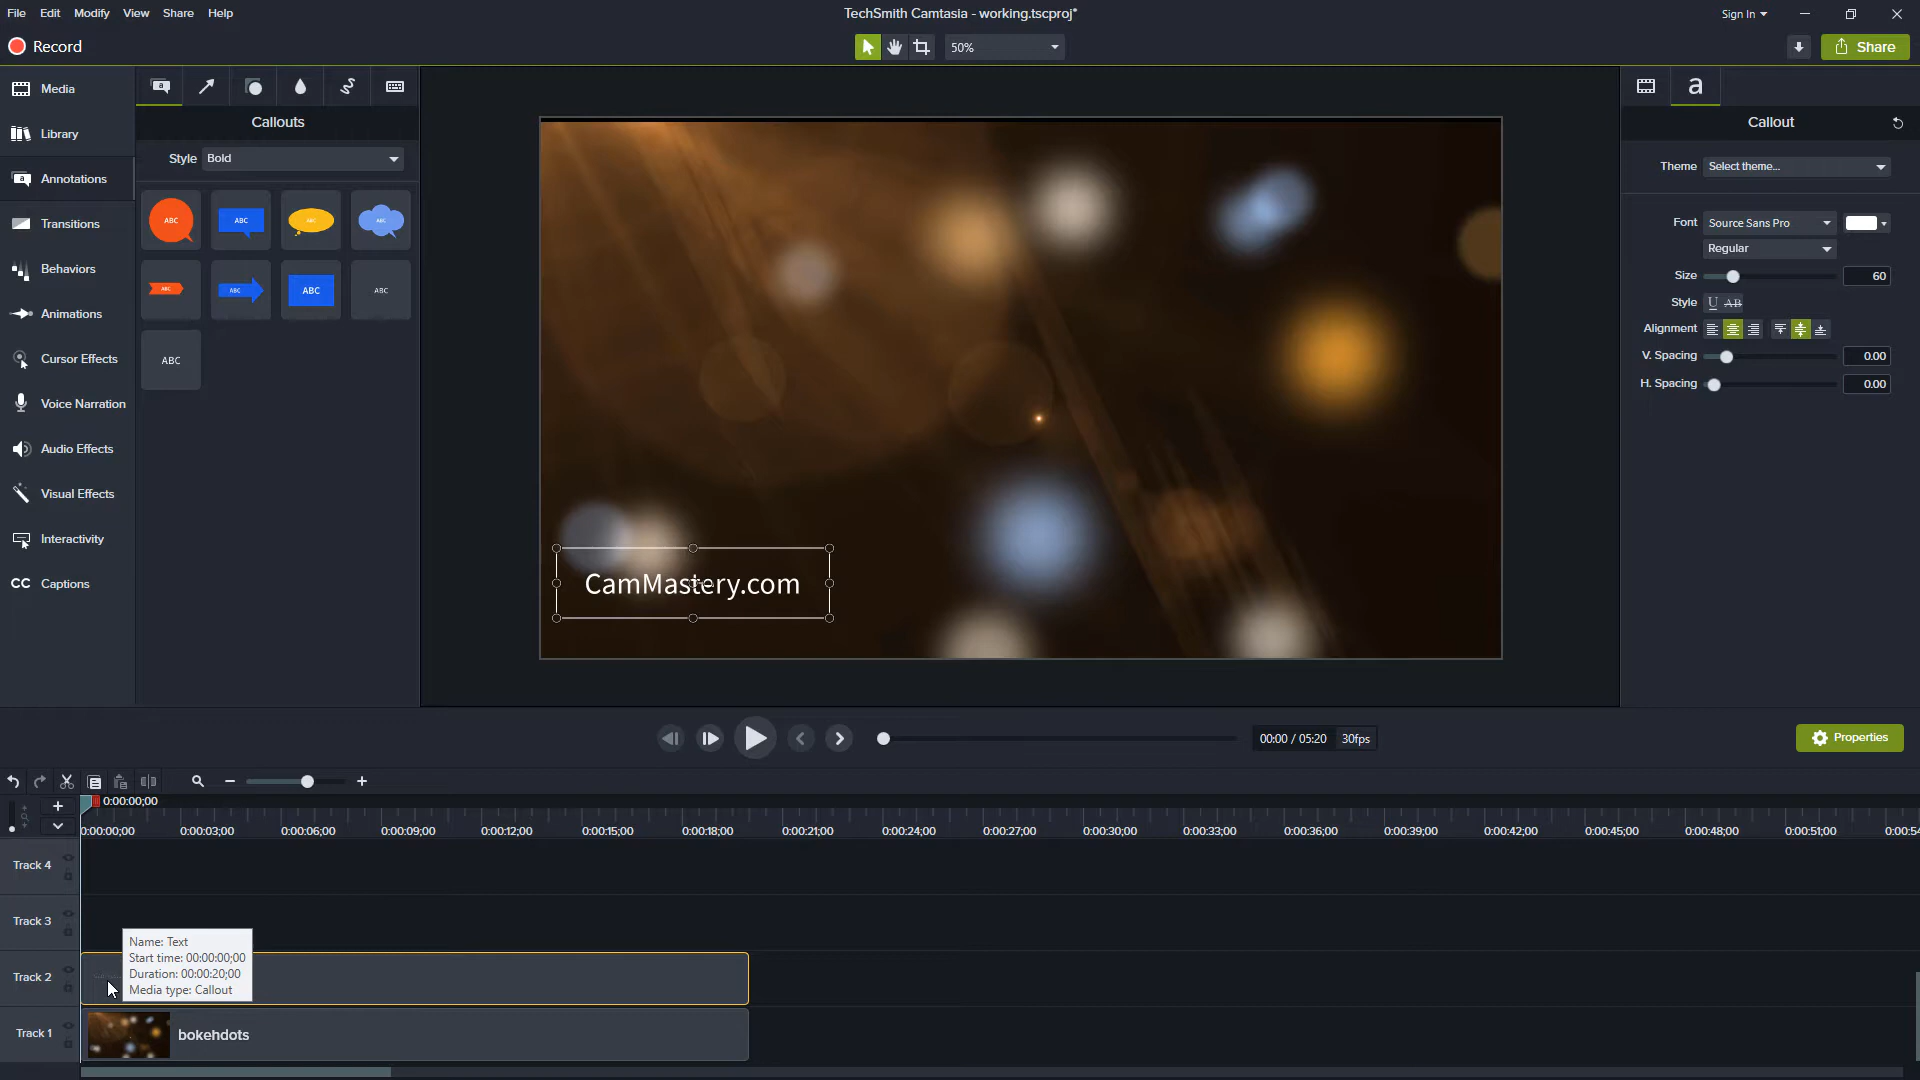 File Edit Modify View Share Help
TechSmith Camtasia - working.tscproj*
Sign In
Record
50%
Share
Media
Library
Annotations
Transitions
Behaviors
Animations
Cursor Effects
Voice Narration
Audio Effects
Visual Effects
Interactivity
CC Captions
Callouts
Style Bold
ABC ABC ABC ABC
ABC ABC ABC ABC
ABC
CamMastery.com
a
Callout
Theme Select theme...
Font Source Sans Pro
Regular
Size 60
Style U AB
Alignment
V. Spacing 0.00
H. Spacing 0.00
00:00 / 05:20 30fps
Properties
0:00:00;00
0:00:00;00 0:00:03;00 0:00:06;00 0:00:09;00 0:00:12;00 0:00:15;00 0:00:18;00 0:00:21;00 0:00:24;00 0:00:27;00 0:00:30;00 0:00:33;00 0:00:36;00 0:00:39;00 0:00:42;00 0:00:45;00 0:00:48;00 0:00:51;00 0:00:54
Track 4
Track 3
Track 2
Name: Text
Start time: 00:00:00;00
Duration: 00:00:20;00
Media type: Callout
Track 1
bokehdots